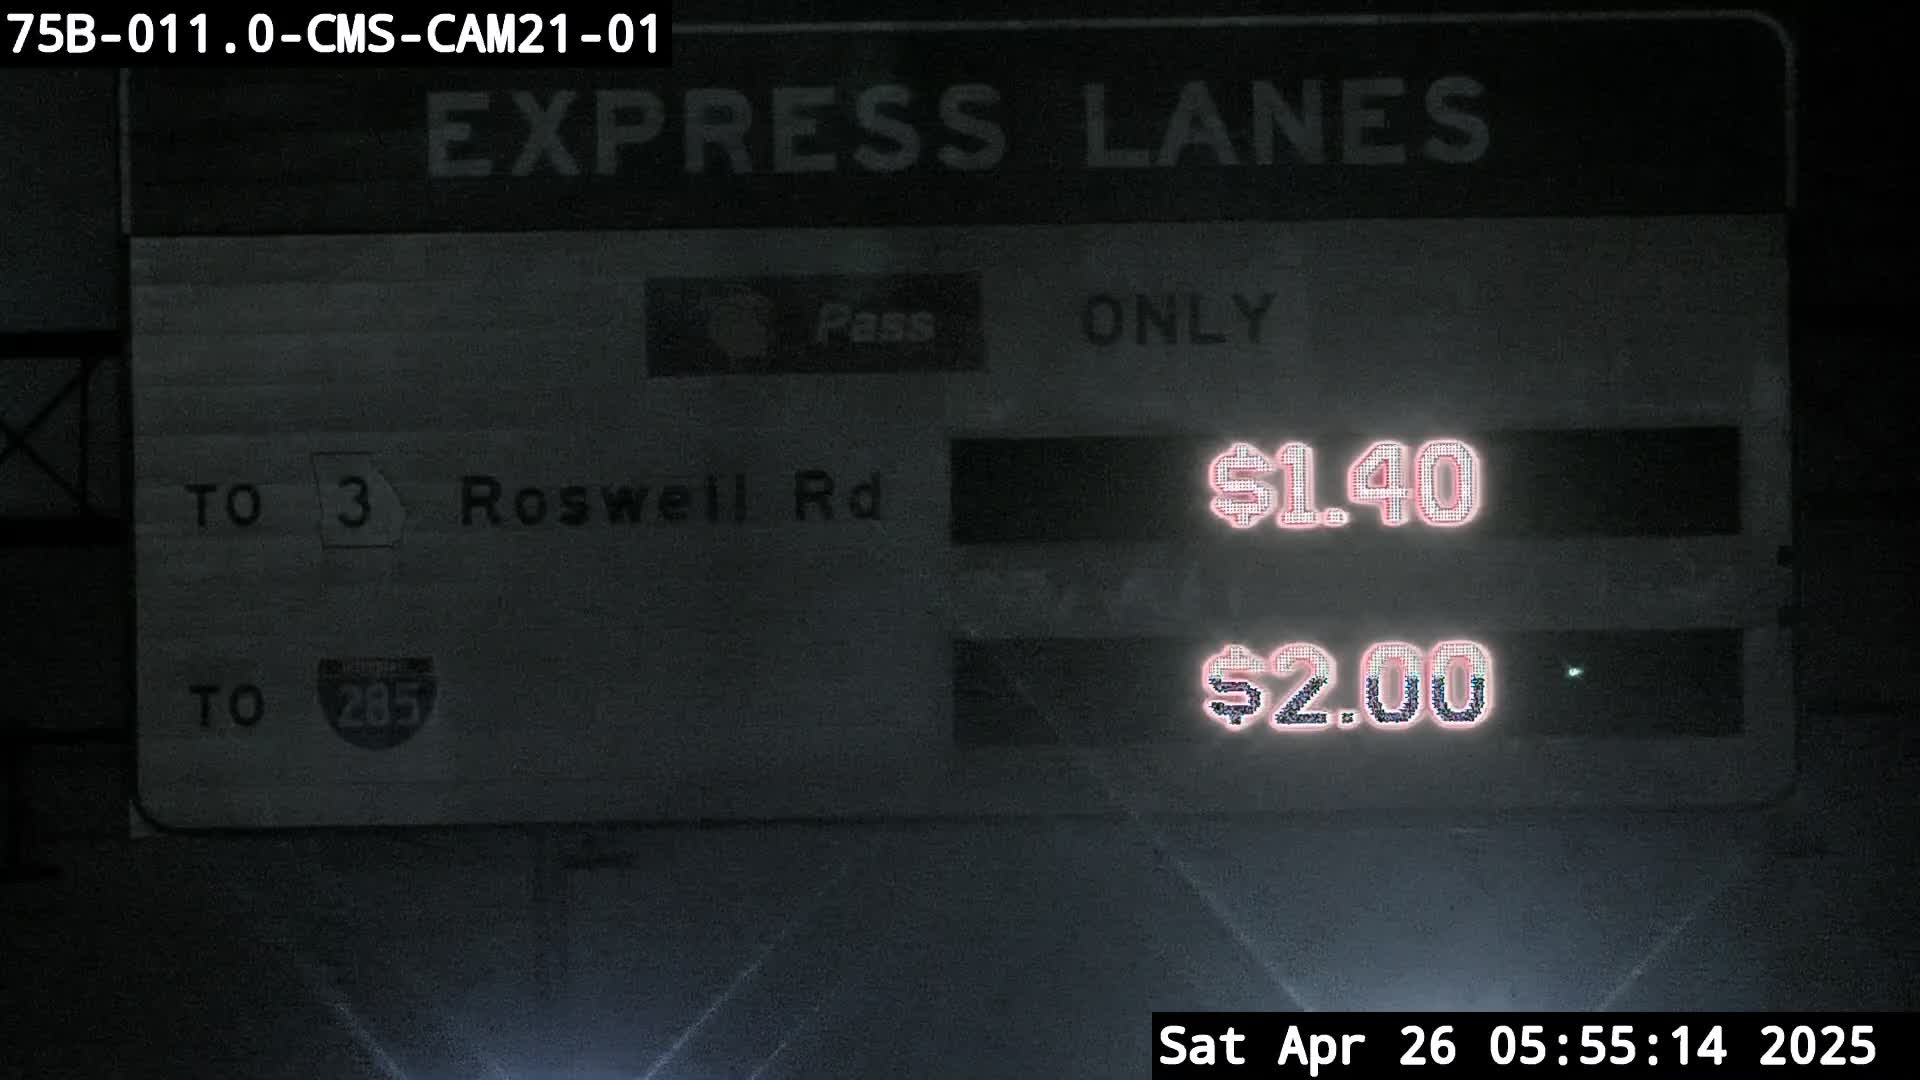 75B-011.0-CMS-CAM21-01
EXPRESS LANES
Pass ONLY
TO 3 Roswell Rd $1.40
TO 285 $2.00
Sat Apr 26 05:55:14 2025